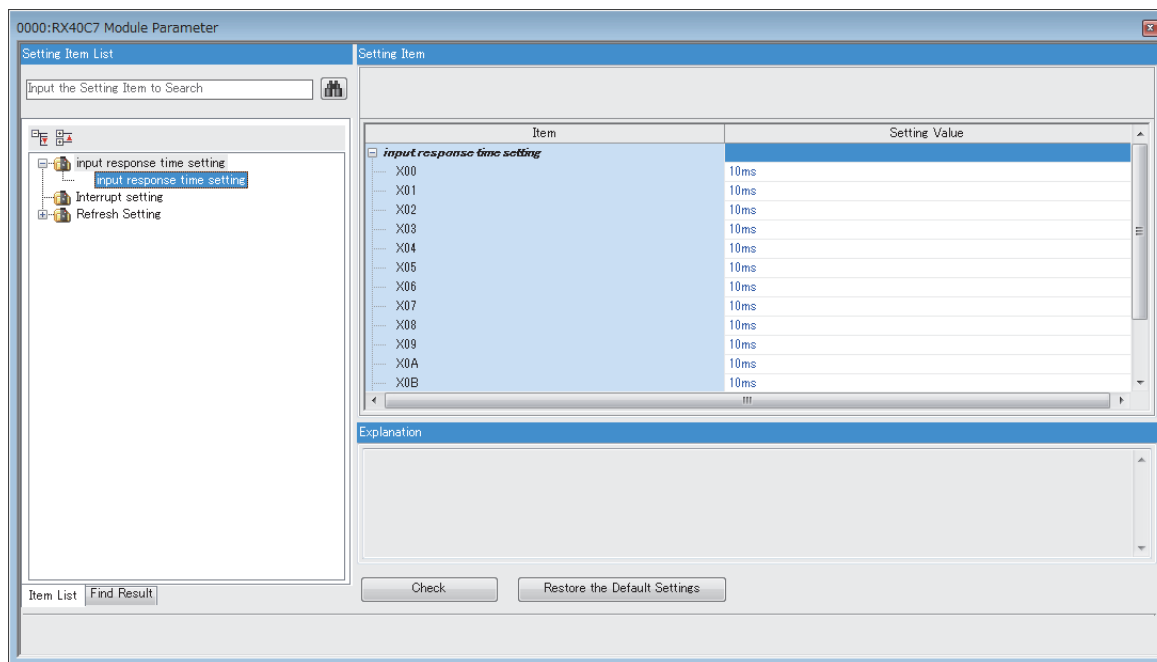 0000:RX40C7 Module Parameter
Setting Item List
Input the Setting Item to Search
input response time setting
input response time setting
Interrupt setting
Refresh Setting
Item List Find Result
Setting Item
Item Setting Value
input response time setting
X00 10ms
X01 10ms
X02 10ms
X03 10ms
X04 10ms
X05 10ms
X06 10ms
X07 10ms
X08 10ms
X09 10ms
X0A 10ms
X0B 10ms
Explanation
Check Restore the Default Settings